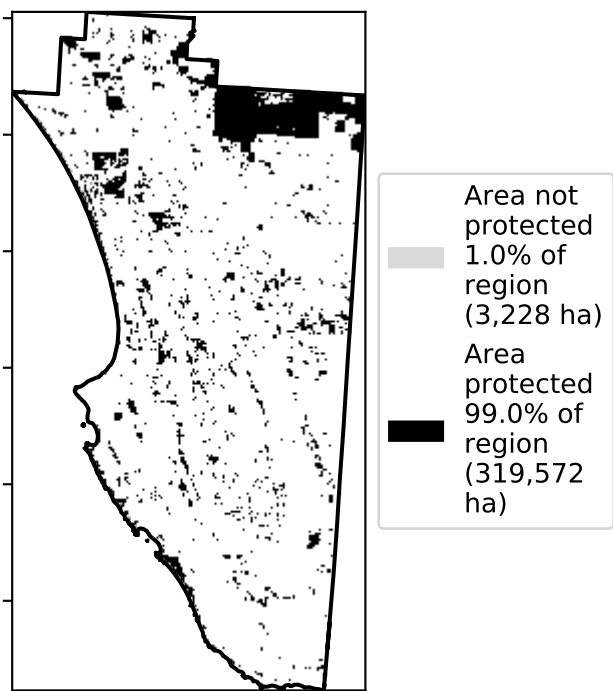 Area not
protected
1.0% of
region
(3,228 ha)
Area
protected
99.0% of
region
(319,572
ha)